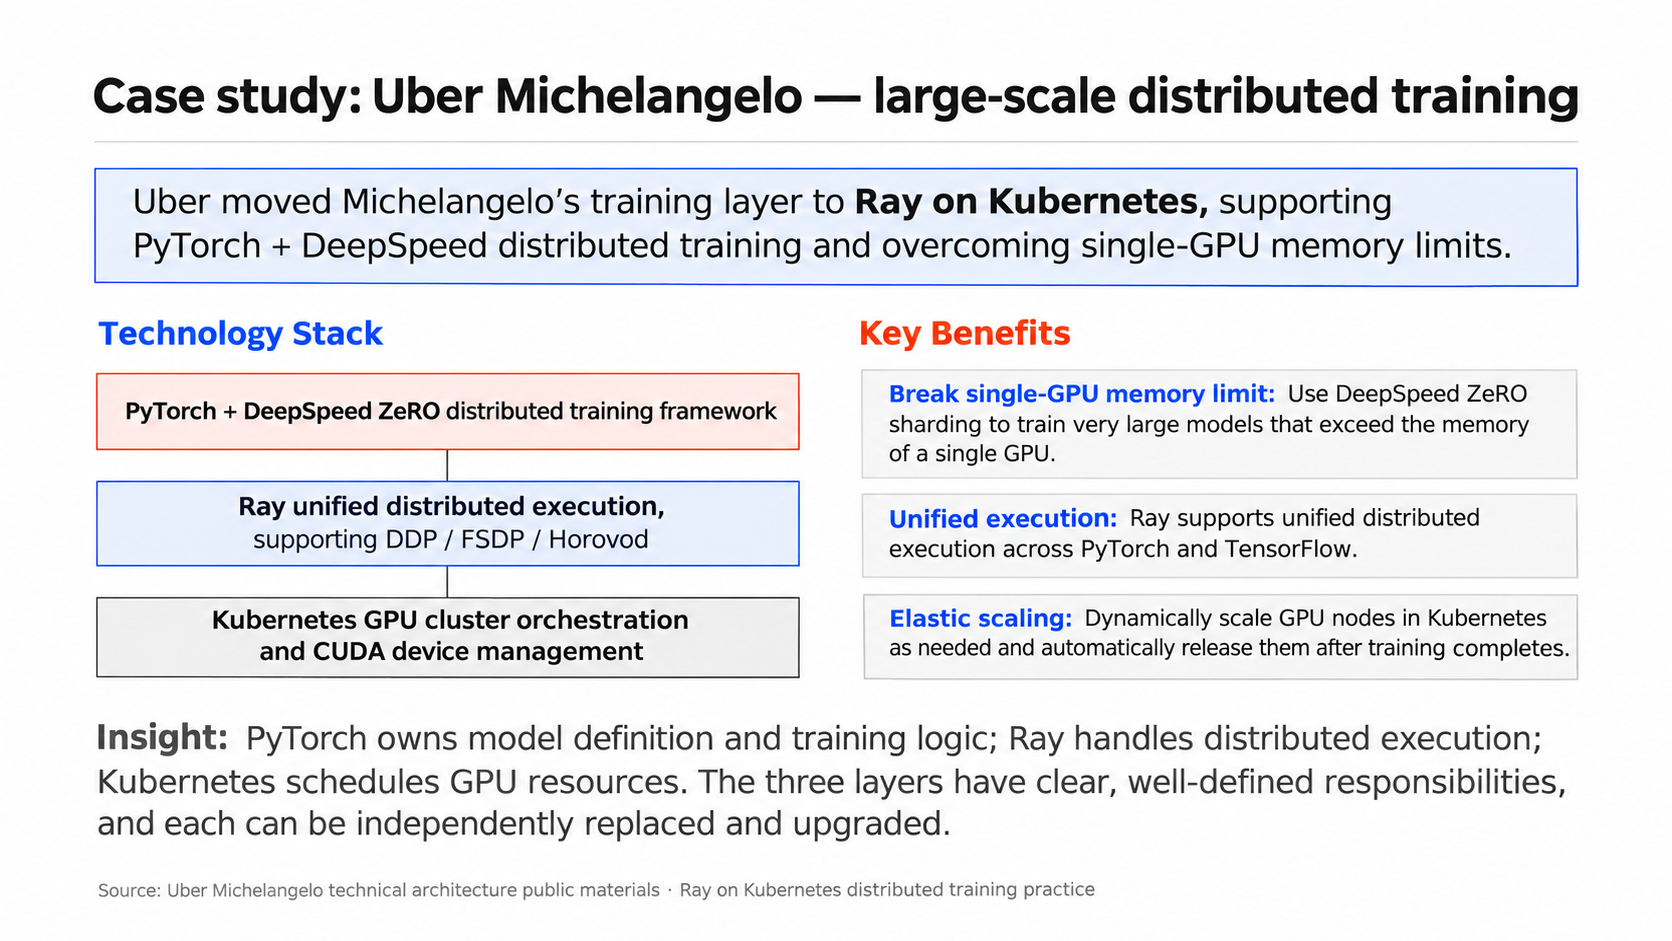 Case study: Uber Michelangelo — large-scale distributed training
Uber moved Michelangelo’s training layer to Ray on Kubernetes, supporting
PyTorch + DeepSpeed distributed training and overcoming single-GPU memory limits.
Technology Stack
PyTorch + DeepSpeed ZeRO distributed training framework
Ray unified distributed execution,
supporting DDP / FSDP / Horovod
Kubernetes GPU cluster orchestration
and CUDA device management
Key Benefits
Break single-GPU memory limit: Use DeepSpeed ZeRO
sharding to train very large models that exceed the memory
of a single GPU.
Unified execution: Ray supports unified distributed
execution across PyTorch and TensorFlow.
Elastic scaling: Dynamically scale GPU nodes in Kubernetes
as needed and automatically release them after training completes.
Insight: PyTorch owns model definition and training logic; Ray handles distributed execution;
Kubernetes schedules GPU resources. The three layers have clear, well-defined responsibilities,
and each can be independently replaced and upgraded.
Source: Uber Michelangelo technical architecture public materials · Ray on Kubernetes distributed training practice